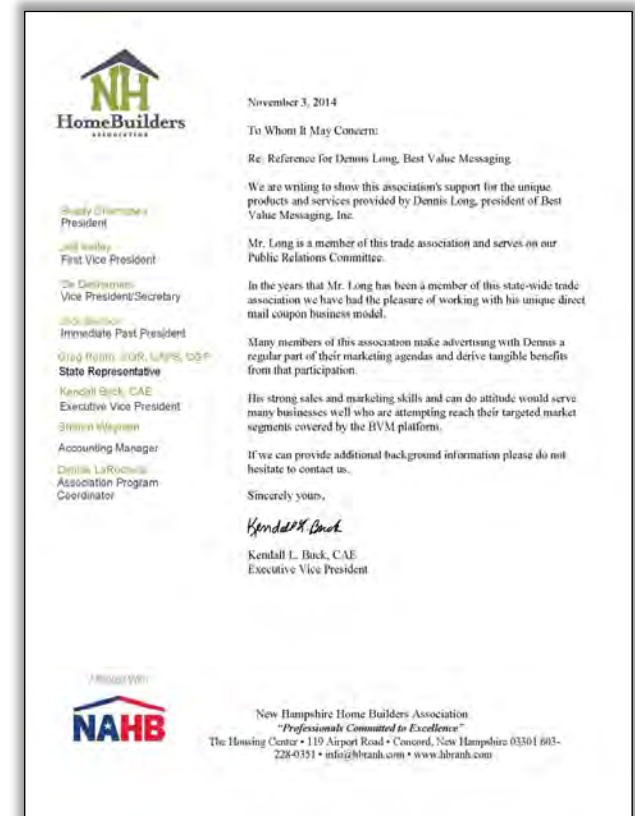 NH
HomeBuilders
ASSOCIATION
November 3, 2014
To Whom It May Concern:
Re: Reference for Dennis Long, Best Value Messaging
We are writing to show this association's support for the unique
products and services provided by Dennis Long, president of Best
Value Messaging, Inc.
Mr. Long is a member of this trade association and serves on our
Public Relations Committee.
In the years that Mr. Long has been a member of this state-wide trade
association we have had the pleasure of working with his unique direct
mail coupon business model.
Many members of this association make advertising with Dennis a
regular part of their marketing agendas and derive tangible benefits
from that participation.
His strong sales and marketing skills and can do attitude would serve
many businesses well who are attempting reach their targeted market
segments covered by the BVM platform.
If we can provide additional background information please do not
hesitate to contact us.
Sincerely yours,
Kendall L. Buck
Kendall L. Buck, CAE
Executive Vice President
President
First Vice President
Vice President/Secretary
Immediate Past President
State Representative
Kendall Buck, CAE
Executive Vice President
Accounting Manager
Association Program
Coordinator
Affiliated With
NAHB
New Hampshire Home Builders Association
"Professionals Committed to Excellence"
The Housing Center • 119 Airport Road • Concord, New Hampshire 03301 603-
228-0351 • info@hbranh.com • www.hbranh.com